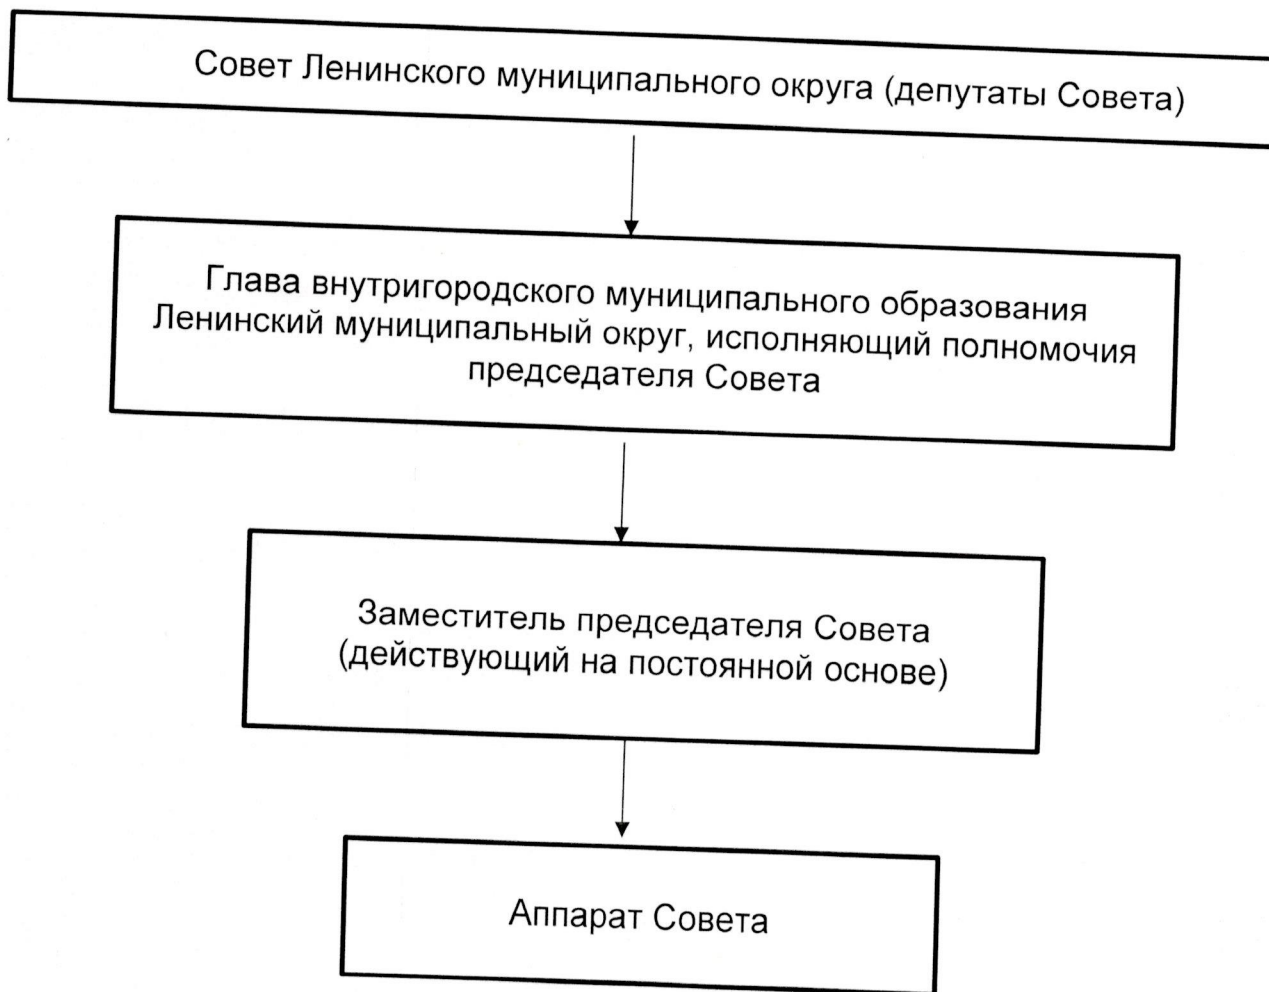 Совет Ленинского муниципального округа (депутаты Совета)
Глава внутригородского муниципального образования
Ленинский муниципальный округ, исполняющий полномочия
председателя Совета
Заместитель председателя Совета
(действующий на постоянной основе)
Аппарат Совета